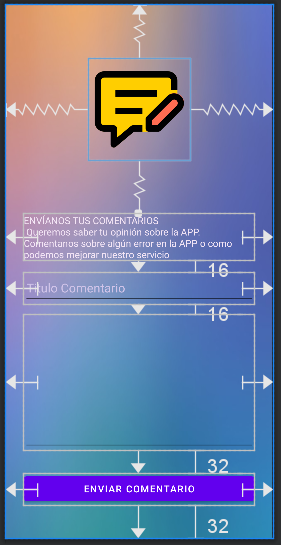 ENVÍANOS TUS COMENTARIOS
Queremos saber tu opinión sobre la APP.
Comentanos sobre algún error en la APP o como
podemos mejorar nuestro servicio
16
Titulo Comentario
16
32
ENVIAR COMENTARIO
32